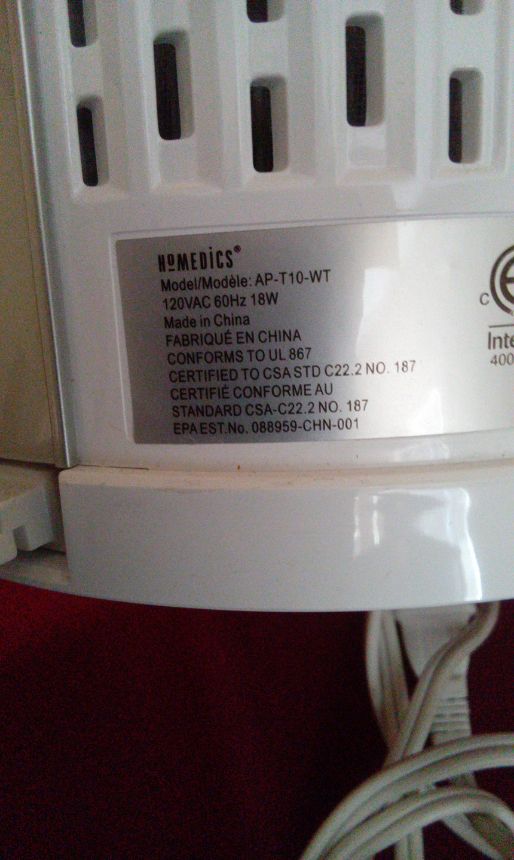 HOMEDICS®
Model/Modèle: AP-T10-WT
120VAC 60Hz 18W
Made in China
FABRIQUÉ EN CHINA
CONFORMS TO UL 867
CERTIFIED TO CSA STD C22.2 NO. 187
CERTIFIÉ CONFORME AU
STANDARD CSA-C22.2 NO. 187
EPA EST.No. 088959-CHN-001
C
Inte
400